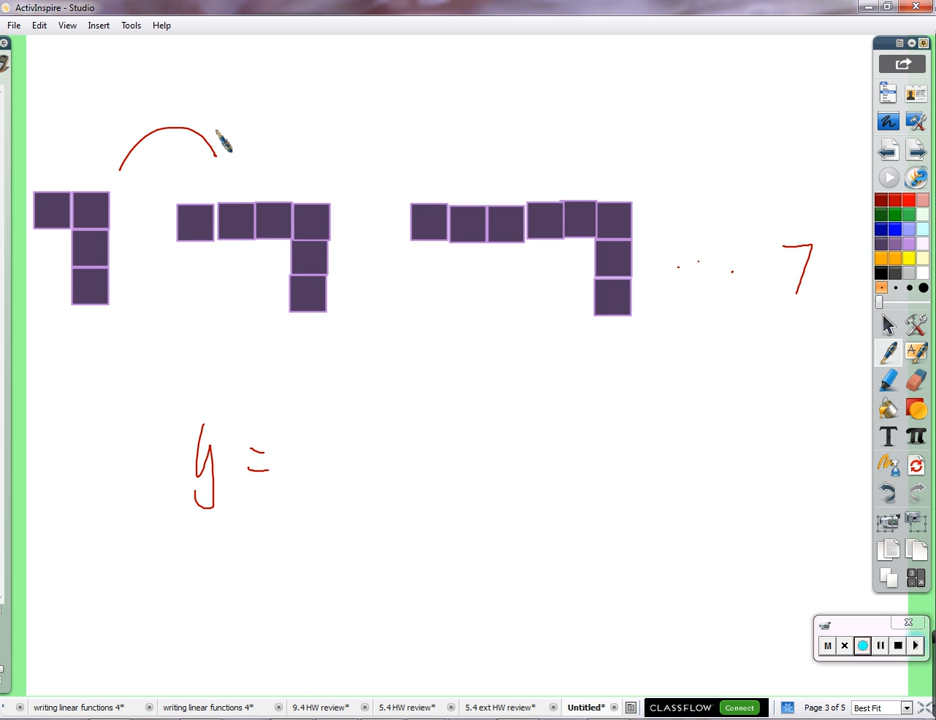 ActivInspire - Studio
File Edit View Insert Tools Help
... 7
y =
T π
M
writing linear functions 4* writing linear functions 4* 9.4 HW review* 5.4 HW review* 5.4 ext HW review* Untitled* CLASSFLOW Connect Page 3 of 5 Best Fit